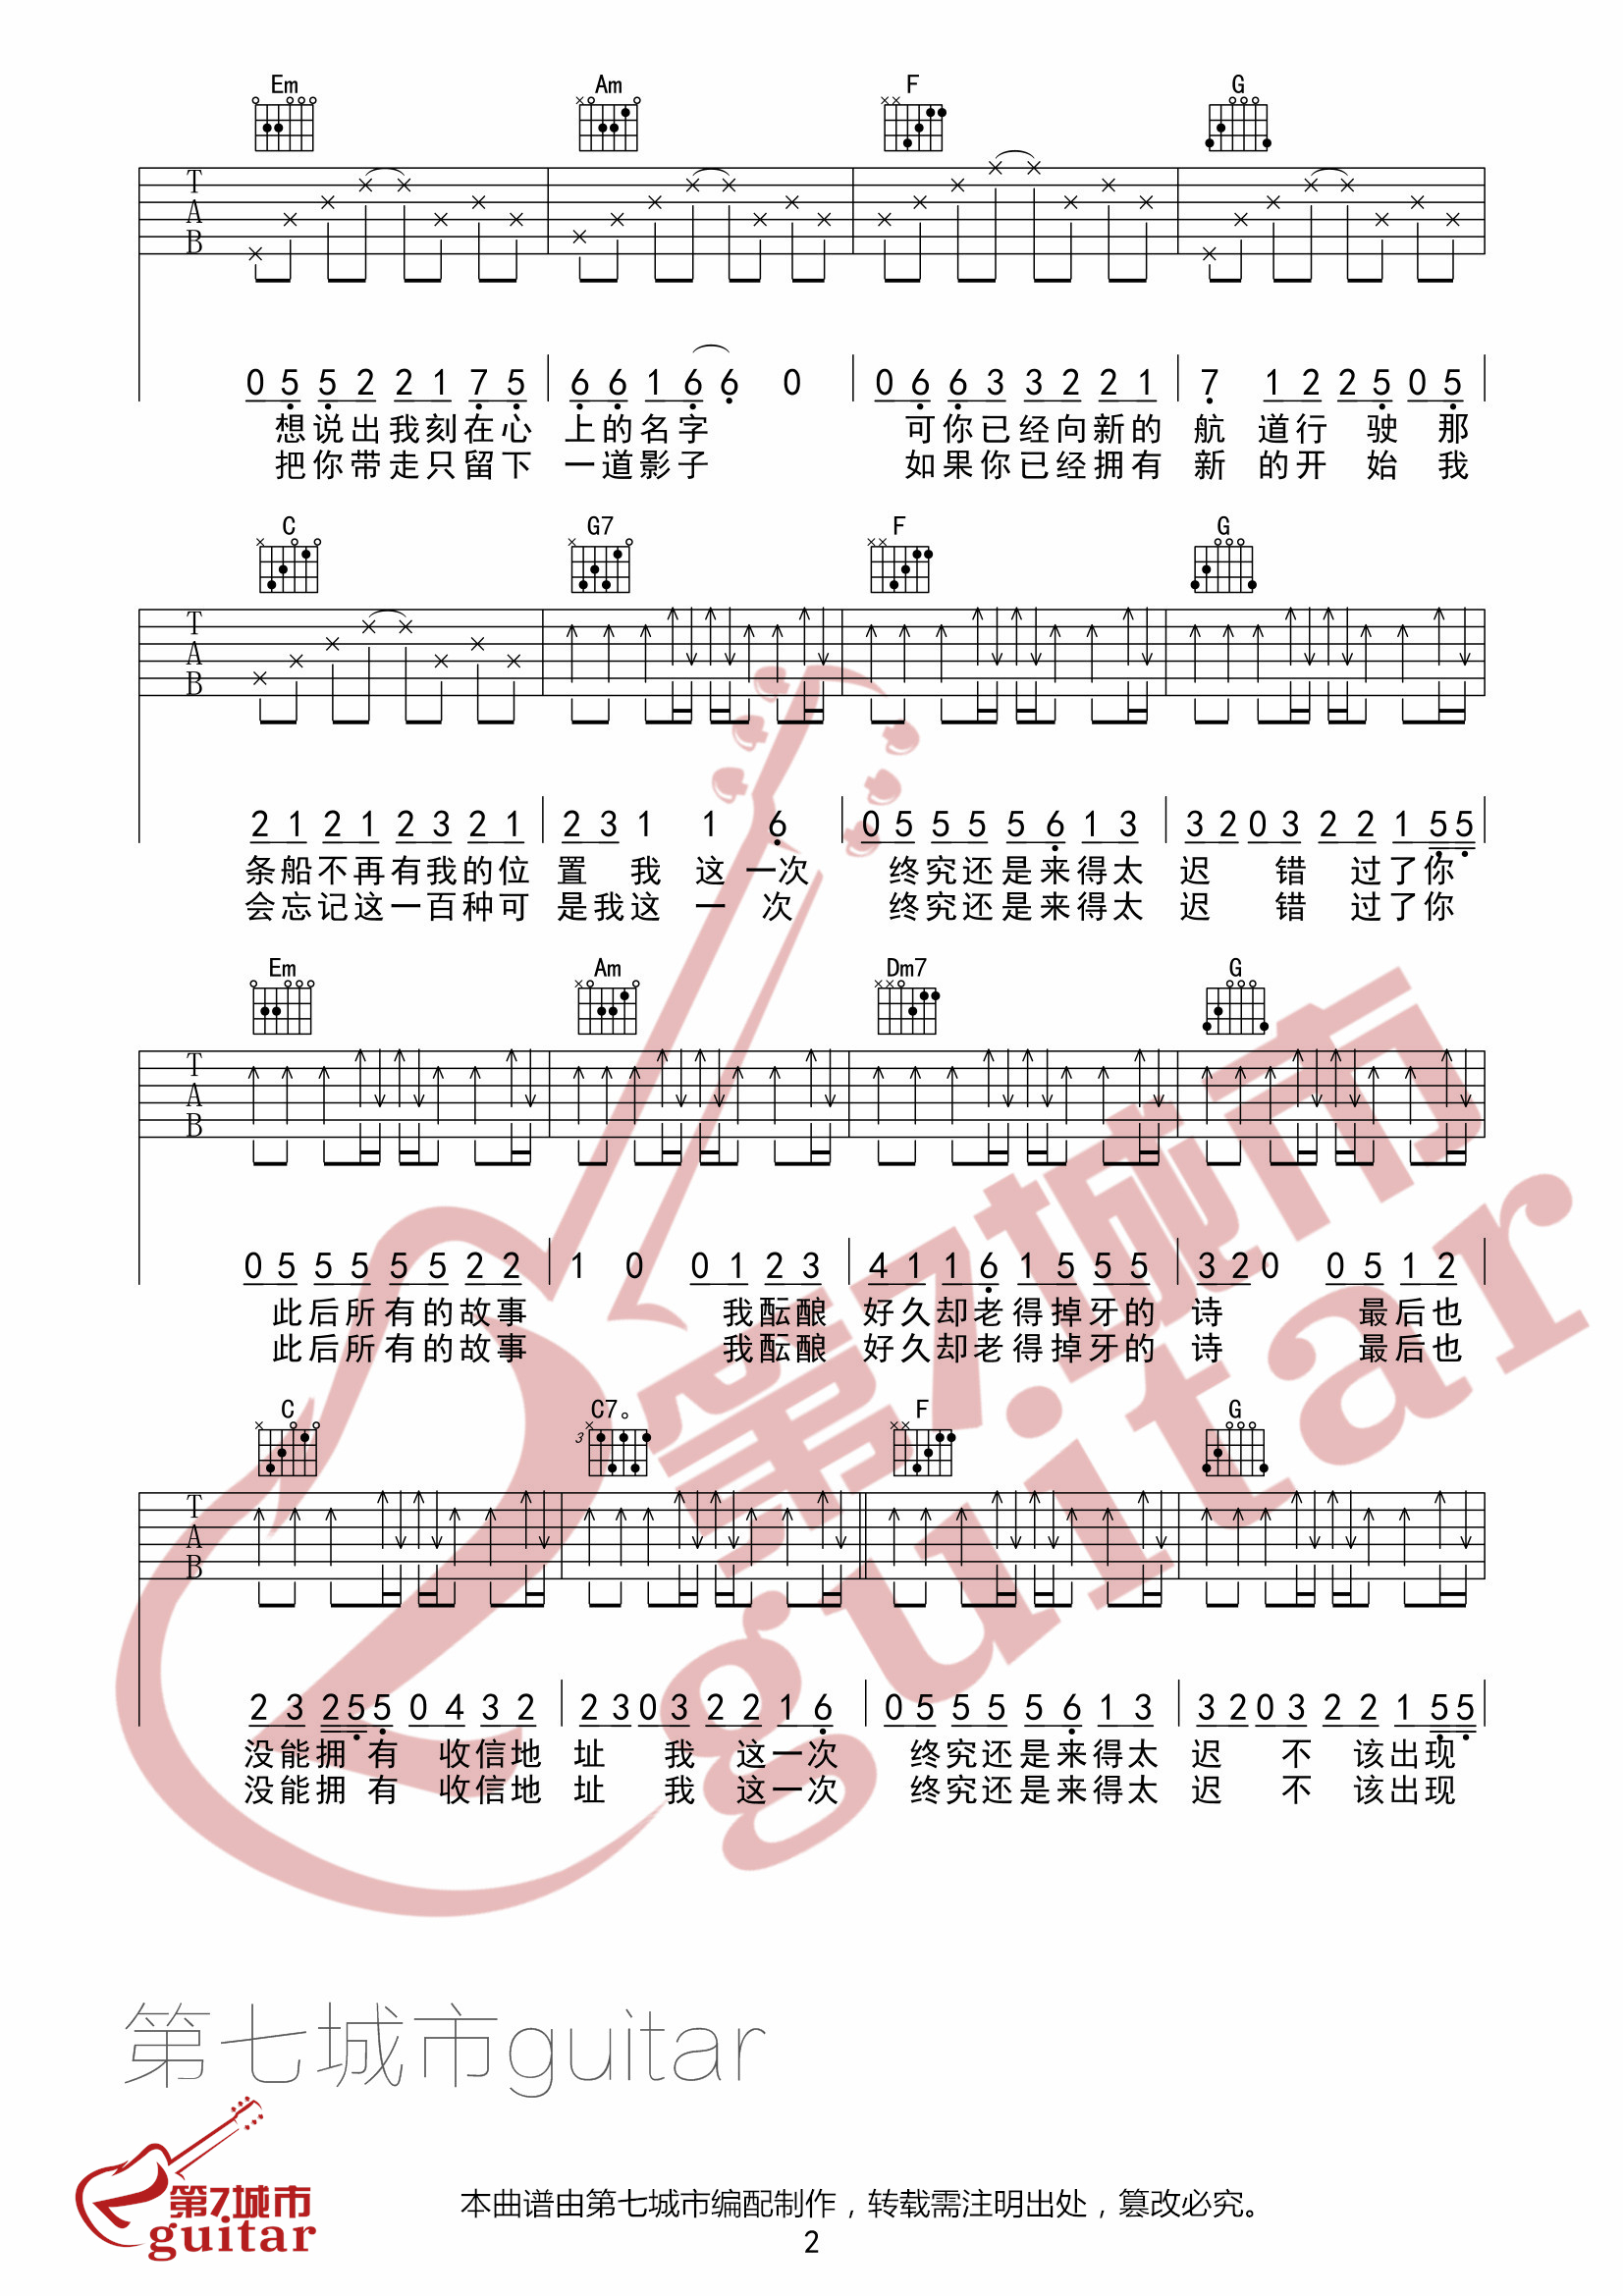 Em Am F G
T
A
B
0 5 5 2 2 1 7 5 6 6 1 6 6 0 0 6 6 3 3 2 2 1 7 1 2 2 5 0 5
想说出我刻在心 上的名字 可你已经向新的 航 道行 驶 那
把你带走只留下 一道影子 如果你已经拥有 新 的开 始 我
C G7 F G
T
A
B
2 1 2 1 2 3 2 1 2 3 1 1 6 0 5 5 5 5 6 1 3 3 2 0 3 2 2 1 5 5
条船不再有我的位 置 我 这 一次 终究还是来得太 迟 错 过了你
会忘记这一百种可 是我这 一 次 终究还是来得太 迟 错 过了你
Em Am Dm7 G
T
A
B
0 5 5 5 5 5 2 2 1 0 0 1 2 3 4 1 1 6 1 5 5 5 3 2 0 0 5 1 2
此后所有的故事 我酝酿 好久却老得掉牙的 诗 最后也
此后所有的故事 我酝酿 好久却老得掉牙的 诗 最后也
C C7。 F G
3
T
A
B
2 3 2 5 5 0 4 3 2 2 3 0 3 2 2 1 6 0 5 5 5 5 6 1 3 3 2 0 3 2 2 1 5 5
没能拥 有 收信地 址 我 这一次 终究还是来得太 迟 不 该出现
没能拥 有 收信地 址 我 这一次 终究还是来得太 迟 不 该出现
第7城市
guitar
第七城市guitar
第7城市
guitar
本曲谱由第七城市编配制作，转载需注明出处，篡改必究。
2